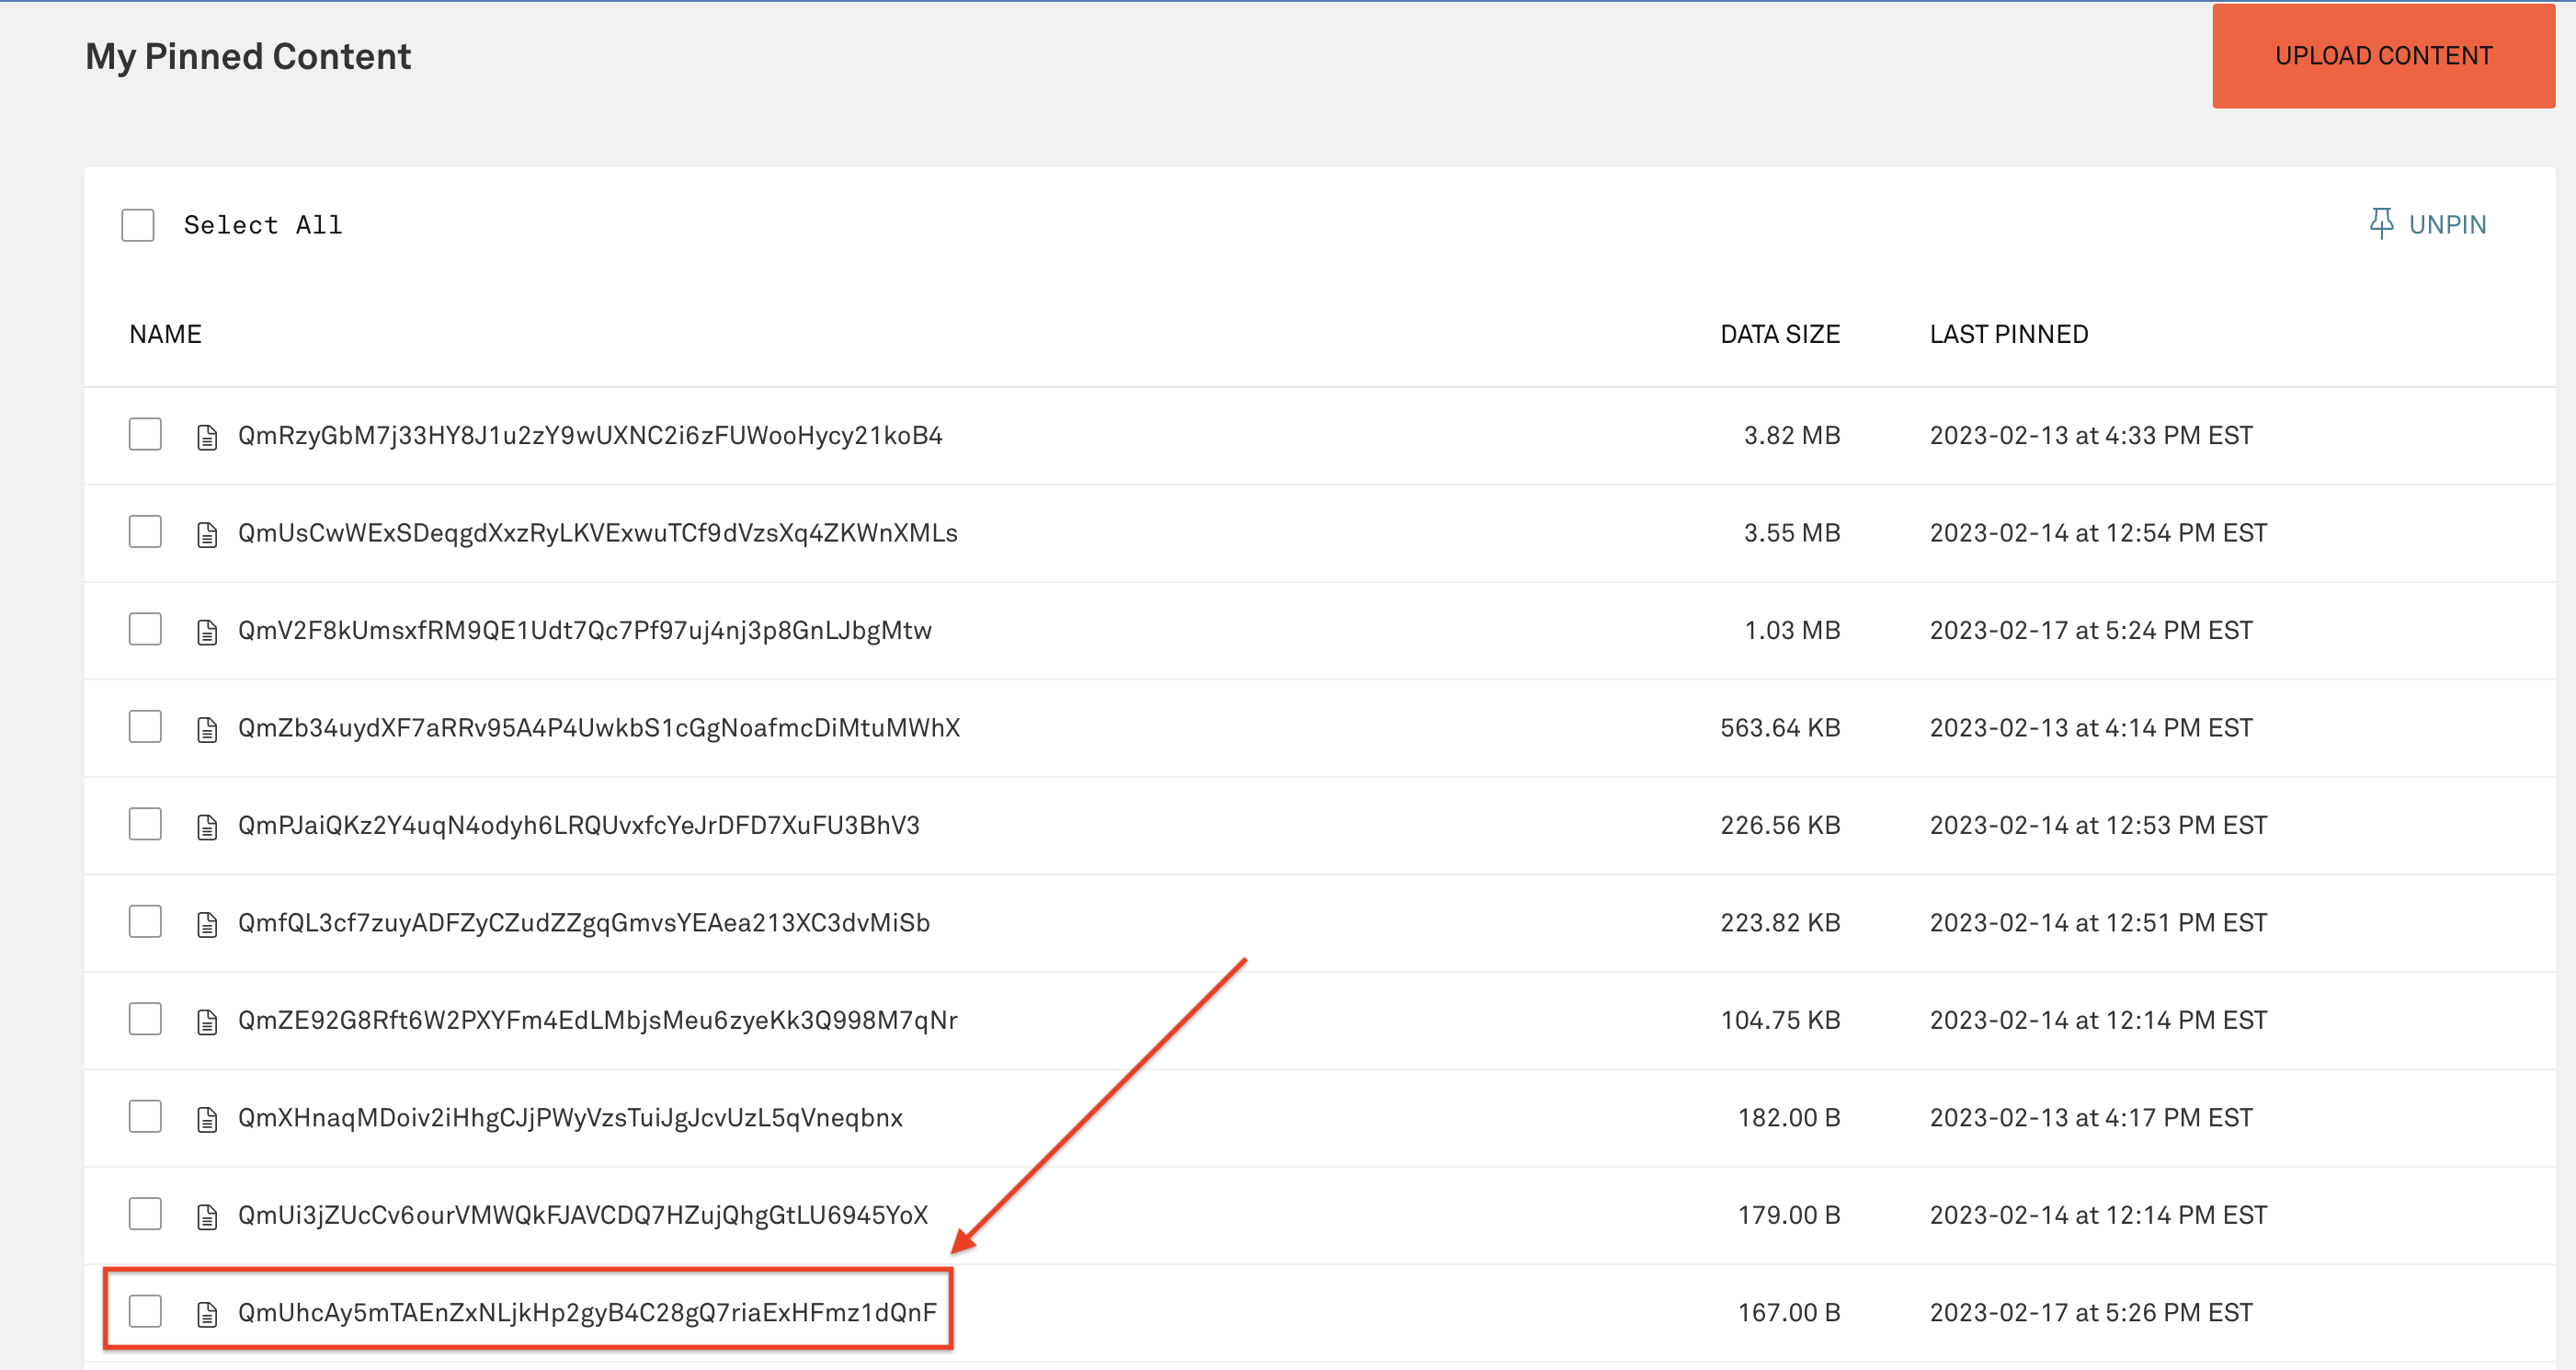 My Pinned Content
UPLOAD CONTENT
Select All
UNPIN
NAME DATA SIZE LAST PINNED
QmRzyGbM7j33HY8J1u2zY9wUXNC2i6zFUWooHycy21koB4 3.82 MB 2023-02-13 at 4:33 PM EST
QmUsCwWExSDeqgdXxzRyLKVExwuTCf9dVzsXq4ZKWnXMLs 3.55 MB 2023-02-14 at 12:54 PM EST
QmV2F8kUmsxfRM9QE1Udt7Qc7Pf97uj4nj3p8GnLJbgMtw 1.03 MB 2023-02-17 at 5:24 PM EST
QmZb34uydXF7aRRv95A4P4UwkbS1cGgNoafmcDiMtuMWhX 563.64 KB 2023-02-13 at 4:14 PM EST
QmPJaiQKz2Y4uqN4odyh6LRQUvxfcYeJrDFD7XuFU3BhV3 226.56 KB 2023-02-14 at 12:53 PM EST
QmfQL3cf7zuyADFZyCZudZZgqGmvsYEAea213XC3dvMiSb 223.82 KB 2023-02-14 at 12:51 PM EST
QmZE92G8Rft6W2PXYFm4EdLMbjsMeu6zyeKk3Q998M7qNr 104.75 KB 2023-02-14 at 12:14 PM EST
QmXHnaqMDoiv2iHhgCJjPWyVzsTuiJgJcvUzL5qVneqbnx 182.00 B 2023-02-13 at 4:17 PM EST
QmUi3jZUcCv6ourVMWQkFJAVCDQ7HZujQhgGtLU6945YoX 179.00 B 2023-02-14 at 12:14 PM EST
QmUhcAy5mTAEnZxNLjkHp2gyB4C28gQ7riaExHFmz1dQnF 167.00 B 2023-02-17 at 5:26 PM EST